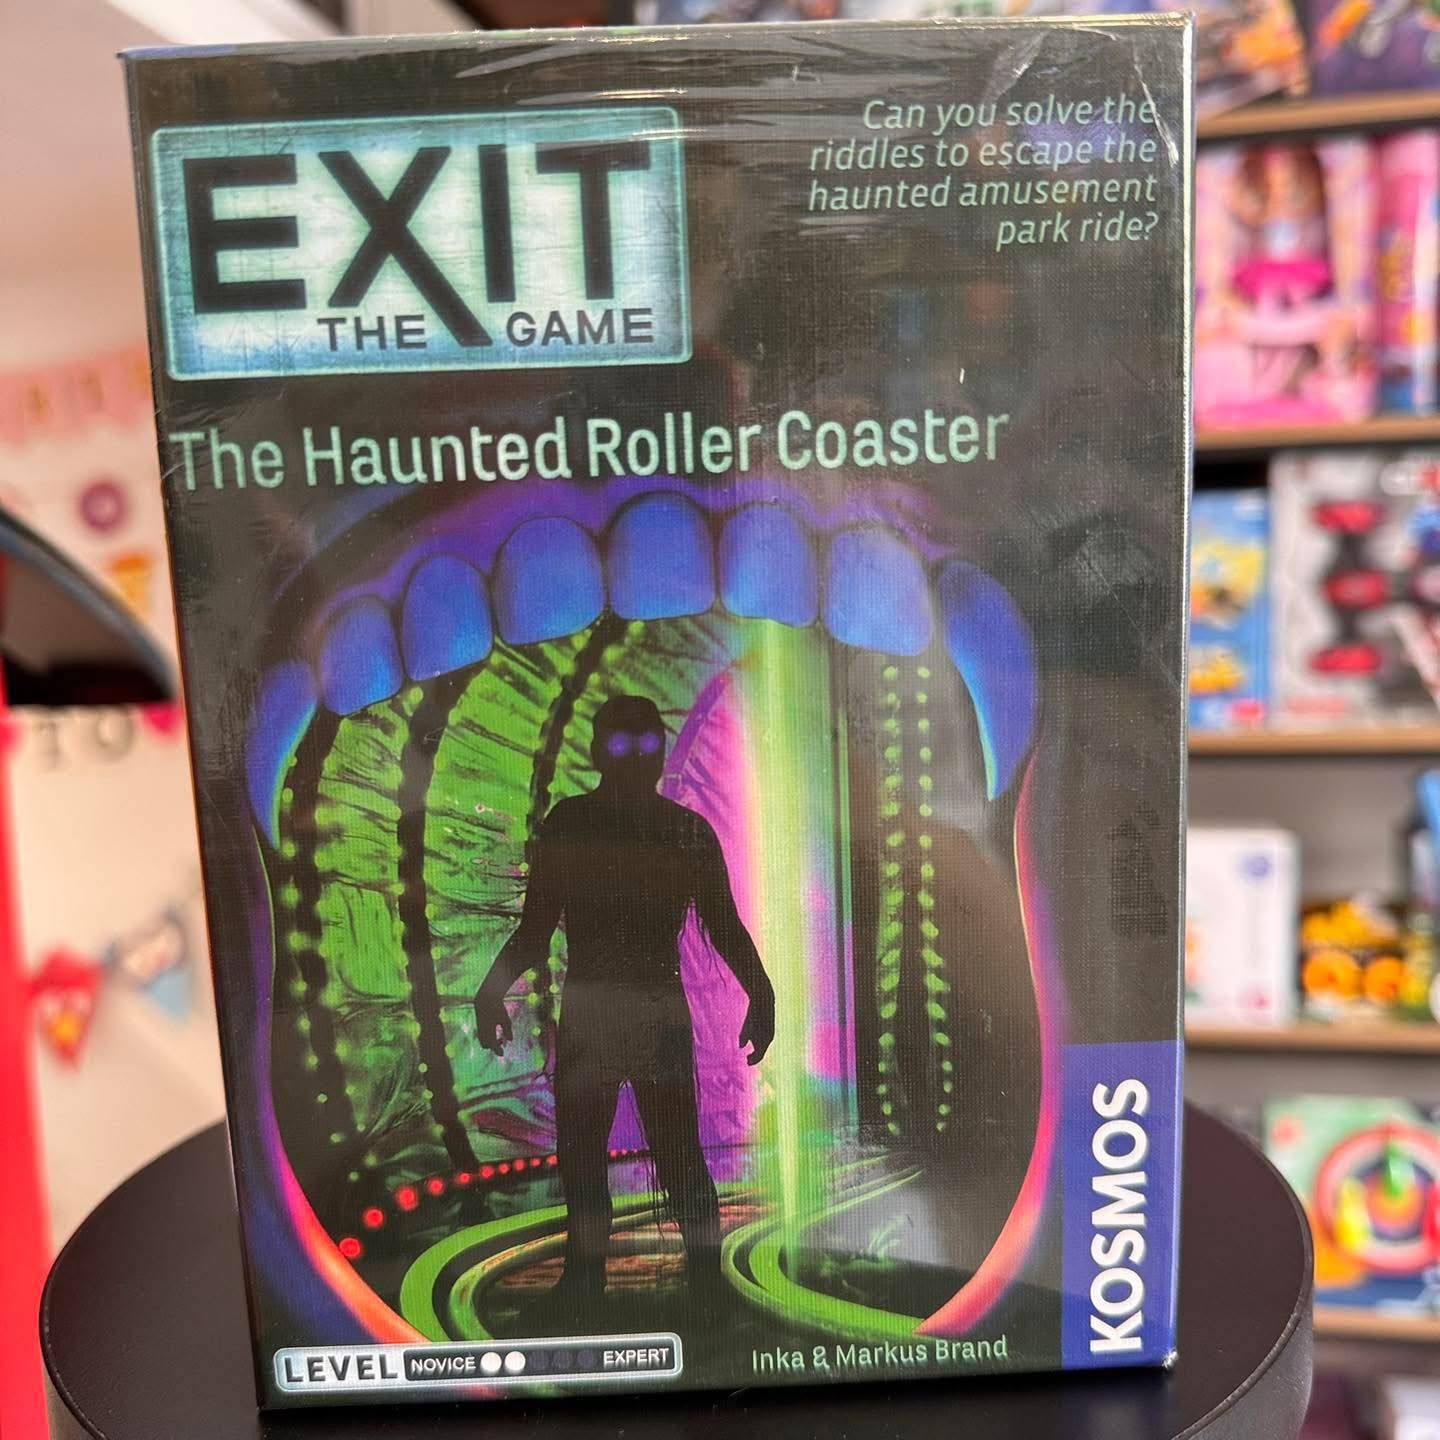 EXIT
THE GAME
Can you solve the
riddles to escape the
haunted amusement
park ride?
The Haunted Roller Coaster
KOSMOS
LEVEL NOVICE EXPERT
Inka & Markus Brand